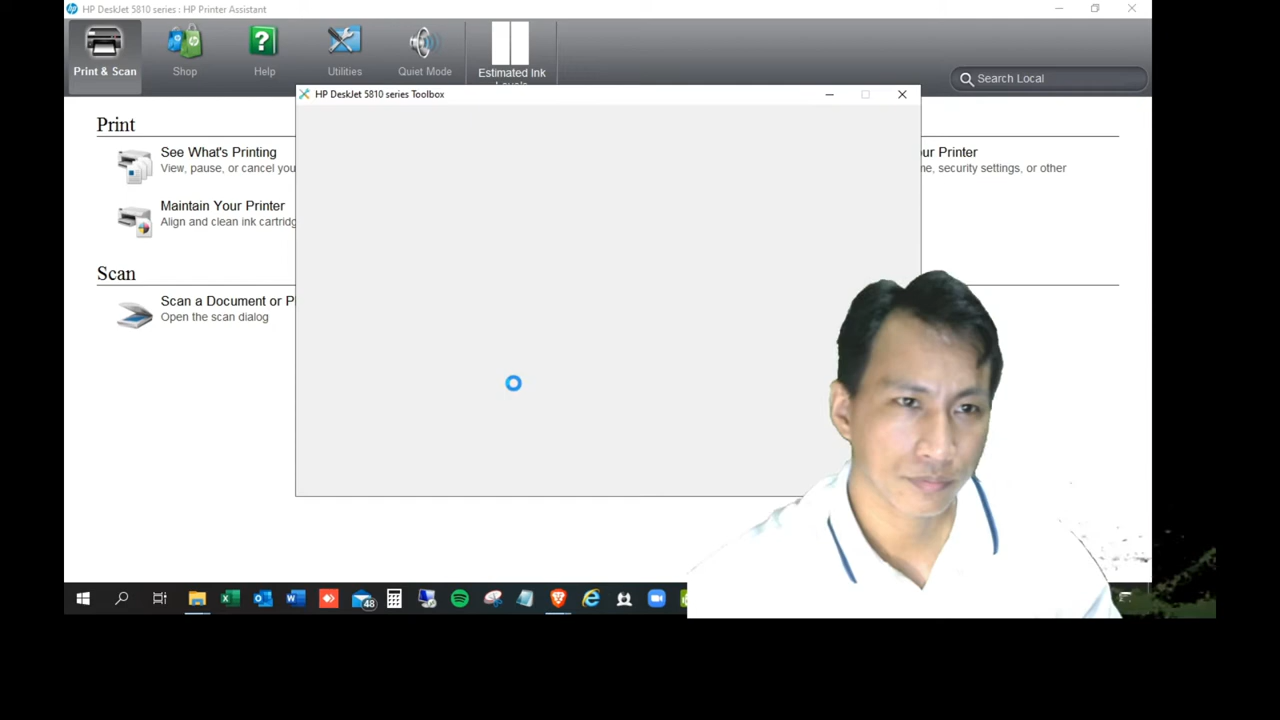 HP DeskJet 5810 series : HP Printer Assistant
Print & Scan
Shop
Help
Utilities
Quiet Mode
Estimated Ink
Search Local
HP DeskJet 5810 series Toolbox
Print
See What's Printing
View, pause, or cancel you
Maintain Your Printer
Align and clean ink cartridg
our Printer
me, security settings, or other
Scan
Scan a Document or P
Open the scan dialog
48